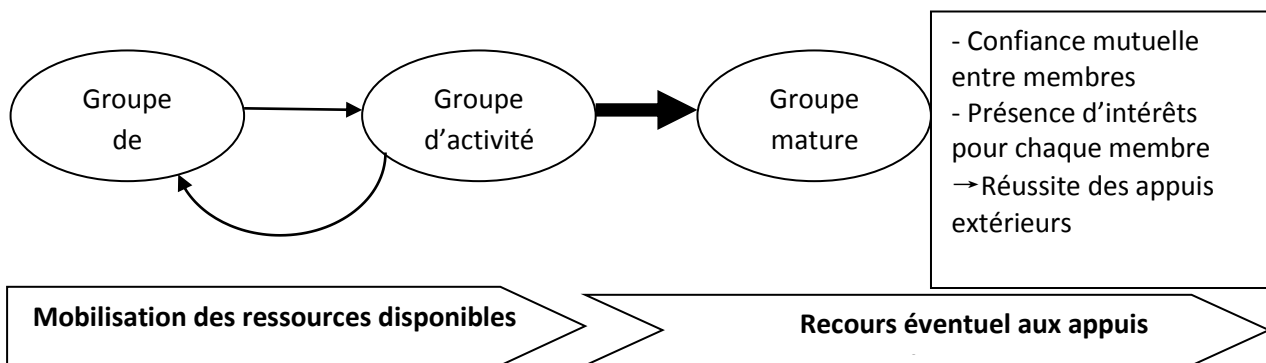 Groupe
de
Groupe
d’activité
Groupe
mature
- Confiance mutuelle
entre membres
- Présence d’intérêts
pour chaque membre
→Réussite des appuis
extérieurs
Mobilisation des ressources disponibles
Recours éventuel aux appuis